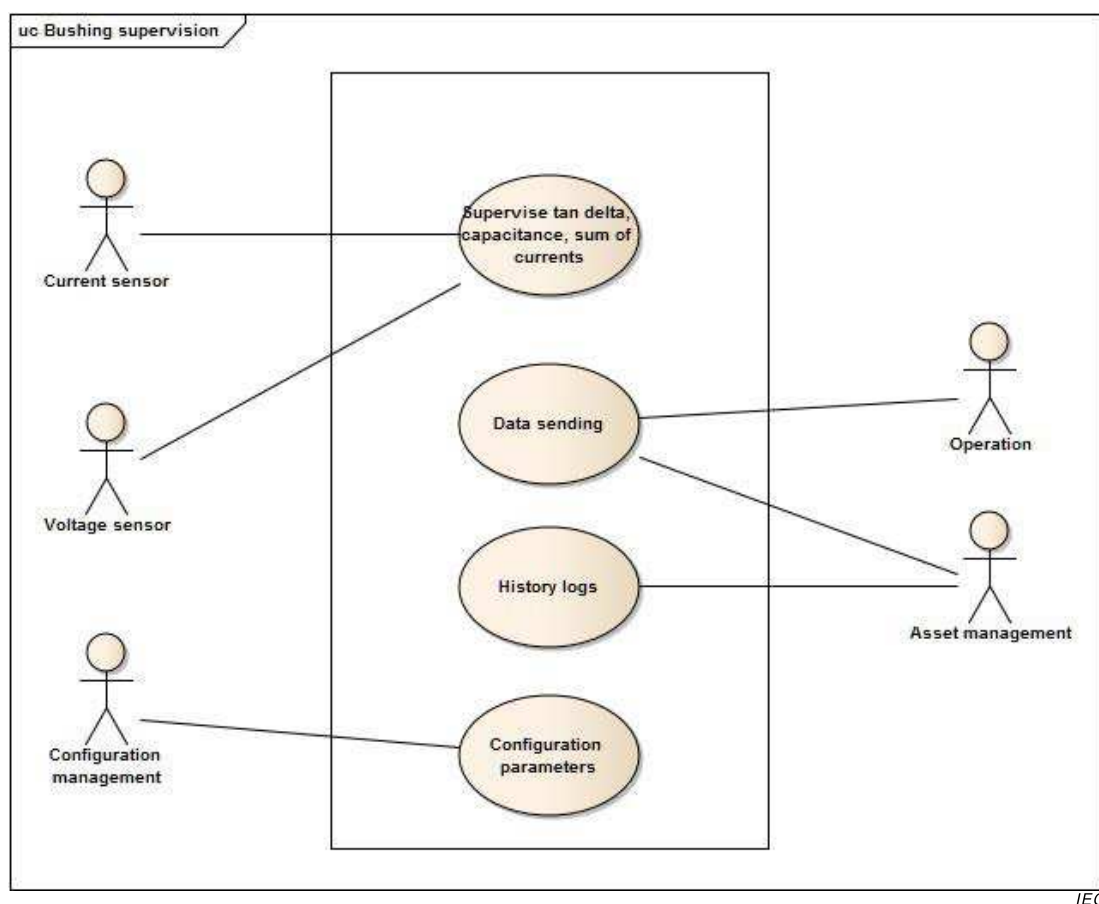 uc Bushing supervision
Current sensor
Supervise tan delta,
capacitance, sum of
currents
Voltage sensor
Data sending
Operation
History logs
Asset management
Configuration
management
Configuration
parameters
IEC